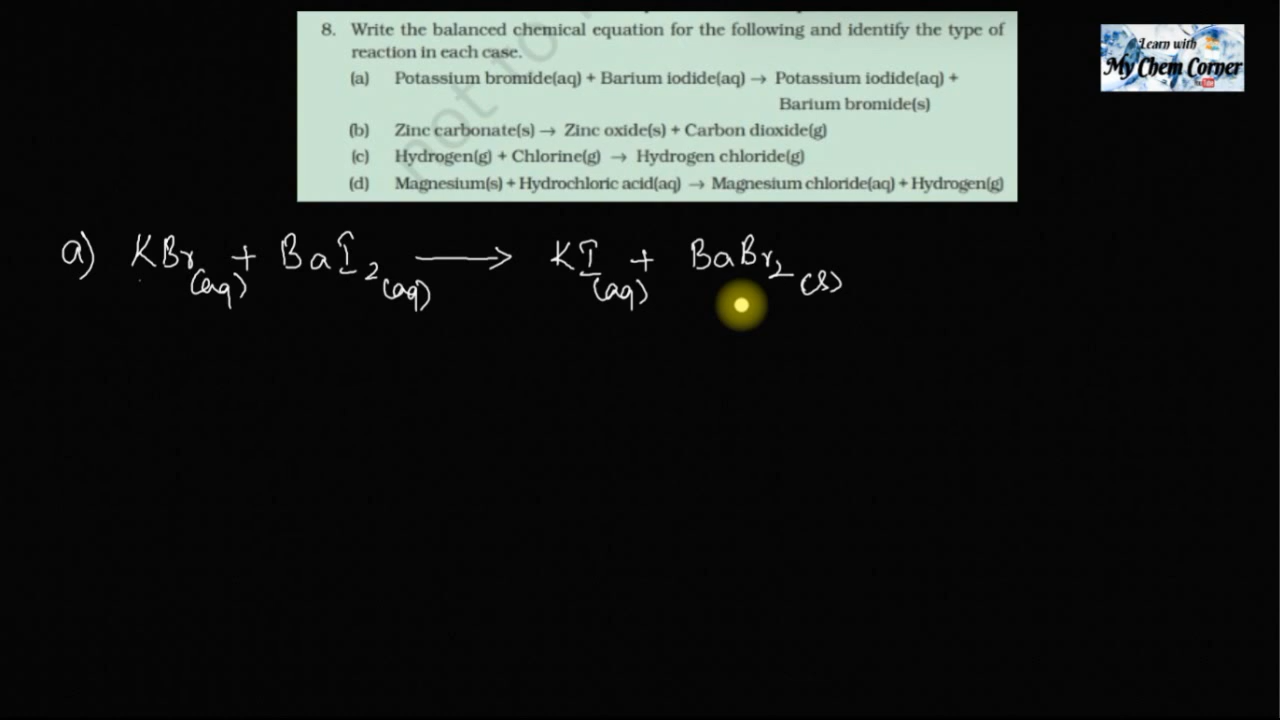 8. Write the balanced chemical equation for the following and identify the type of
reaction in each case.
(a) Potassium bromide(aq) + Barium iodide(aq) → Potassium iodide(aq) +
Barium bromide(s)
(b) Zinc carbonate(s) → Zinc oxide(s) + Carbon dioxide(g)
(c) Hydrogen(g) + Chlorine(g) → Hydrogen chloride(g)
(d) Magnesium(s) + Hydrochloric acid(aq) → Magnesium chloride(aq) + Hydrogen(g)
Learn with
My Chem Corner
a) KBr(aq) + BaI2(aq) → KI(aq) + BaBr2(s)